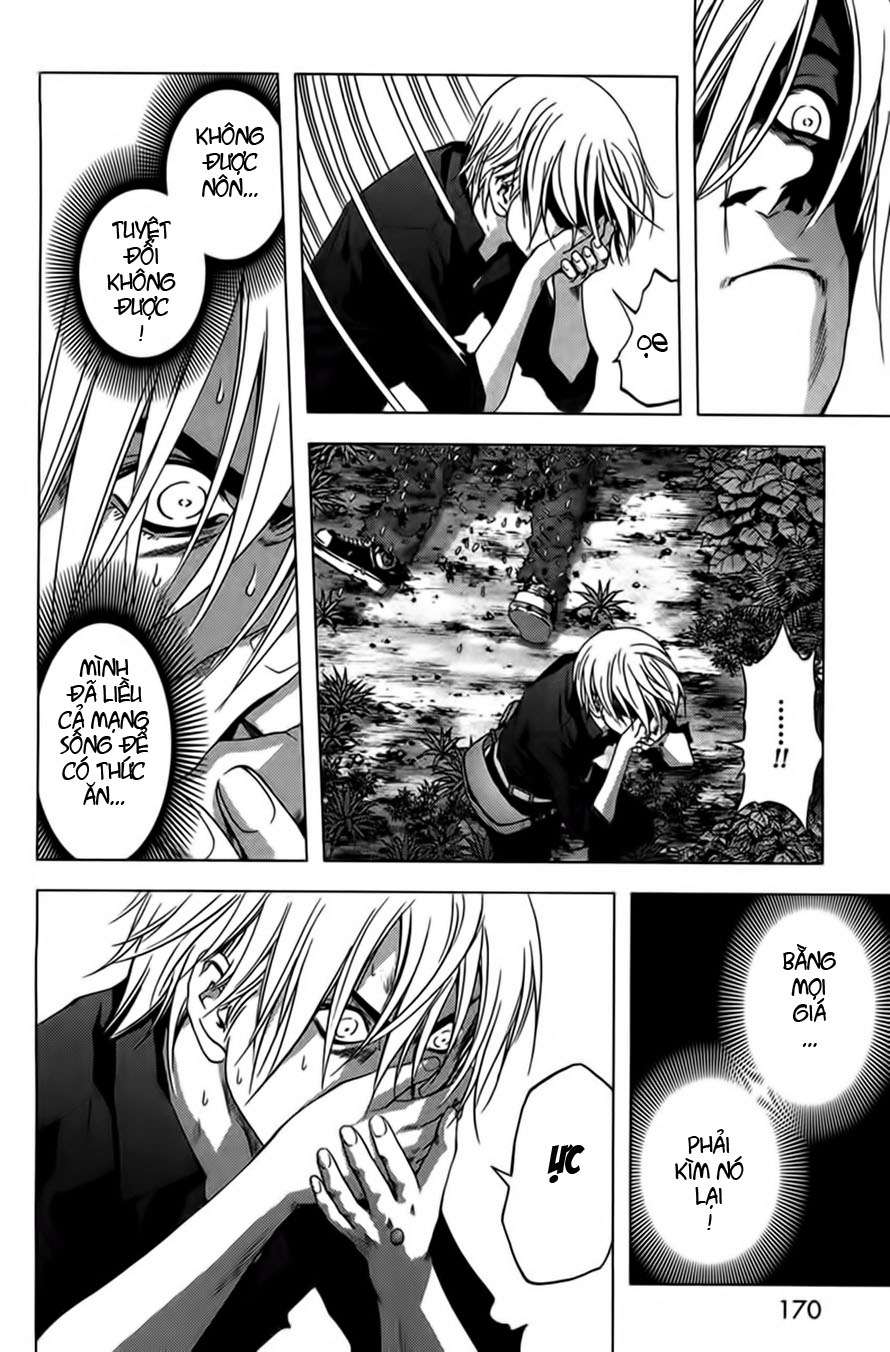 ỌE
KHÔNG
ĐƯỢC
NÔN...
TUYỆT
ĐỐI
KHÔNG
ĐƯỢC
!
......!!
MÌNH
ĐÃ LIỀU
CẢ MẠNG
SỐNG ĐỂ
CÓ THỨC
ĂN...
BẰNG
MỌI
GIÁ
...
PHẢI
KÌM NÓ
LẠI
!
ỰC
170